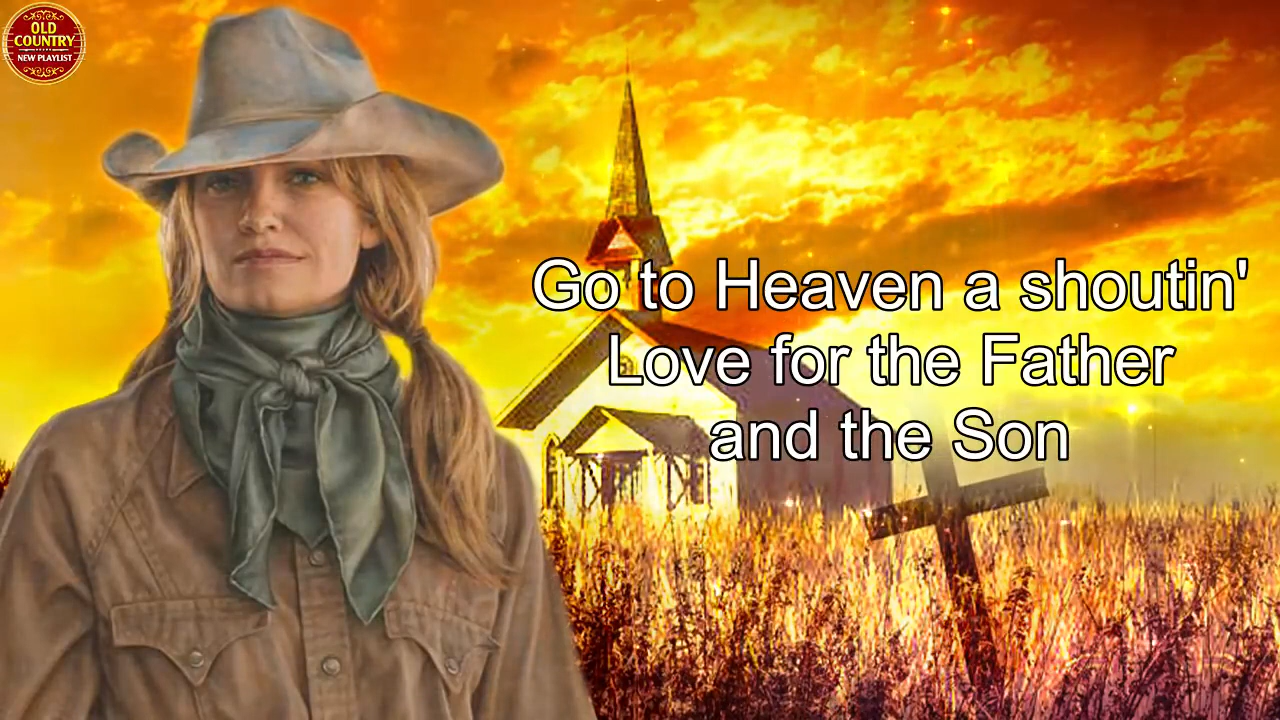 OLD
COUNTRY
NEW PLAYLIST
Go to Heaven a shoutin'
Love for the Father
and the Son